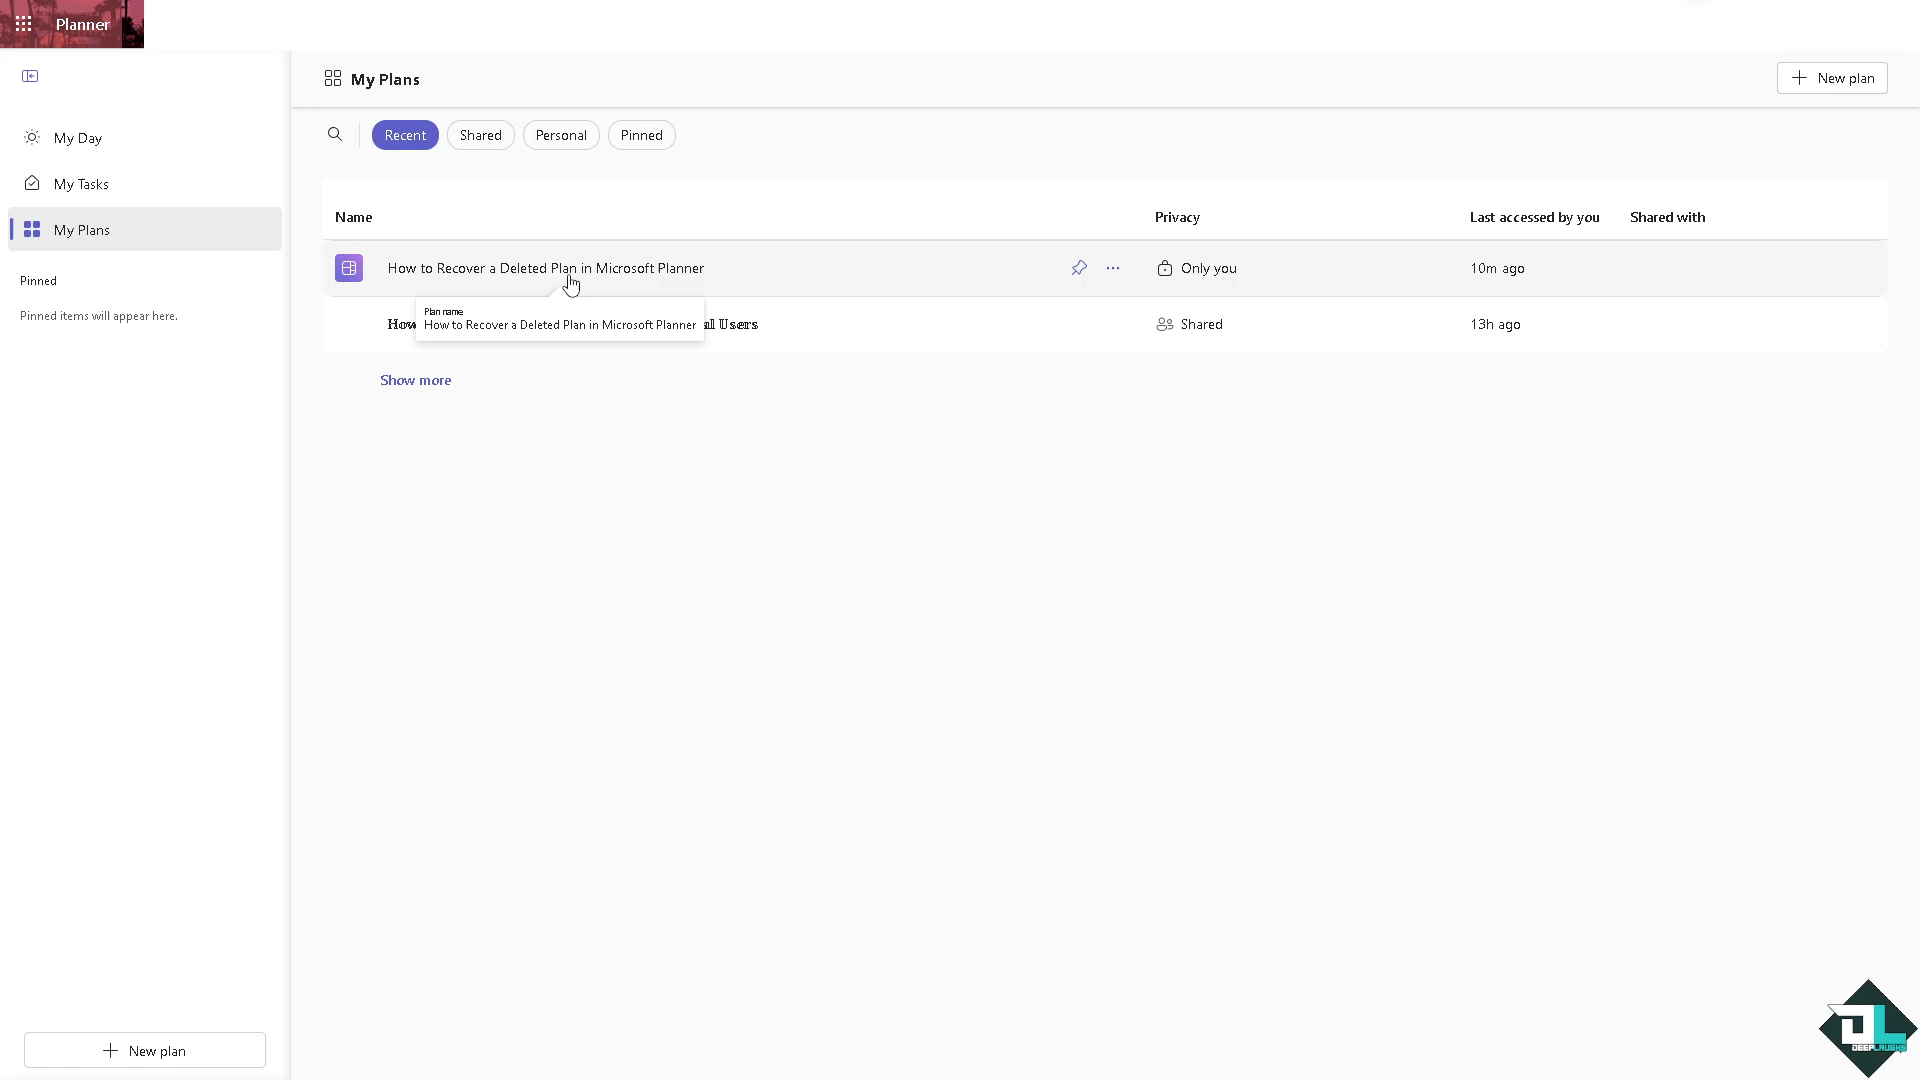 Planner
My Plans
New plan
My Day
My Tasks
My Plans
Pinned
Pinned items will appear here.
Recent Shared Personal Pinned
Name Privacy Last accessed by you Shared with
How to Recover a Deleted Plan in Microsoft Planner Only you 10m ago
Plan name
How to Recover a Deleted Plan in Microsoft Planner
How Users Shared 13h ago
Show more
New plan
JL
DEEPLAUGHS